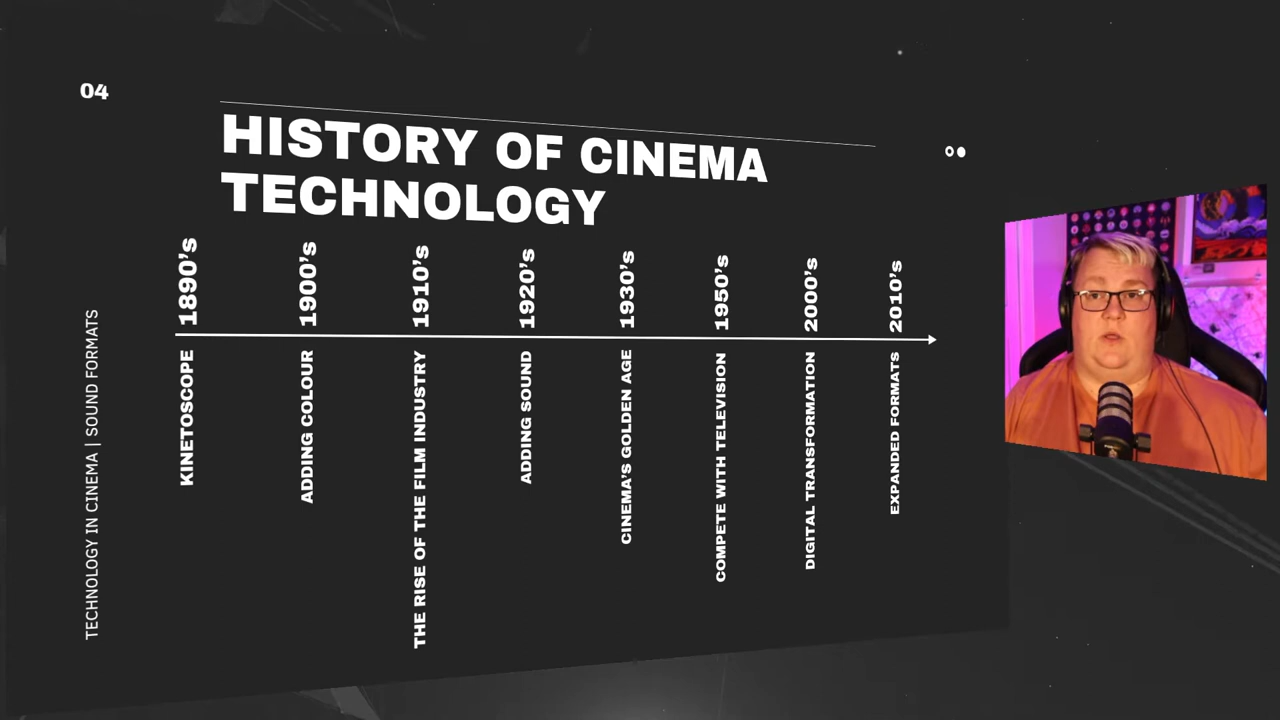 04
HISTORY OF CINEMA
TECHNOLOGY
1890's
1900's
1910's
1920's
1930's
1950's
2000's
2010's
KINETOSCOPE
ADDING COLOUR
THE RISE OF THE FILM INDUSTRY
ADDING SOUND
CINEMA'S GOLDEN AGE
COMPETE WITH TELEVISION
DIGITAL TRANSFORMATION
EXPANDED FORMATS
TECHNOLOGY IN CINEMA | SOUND FORMATS